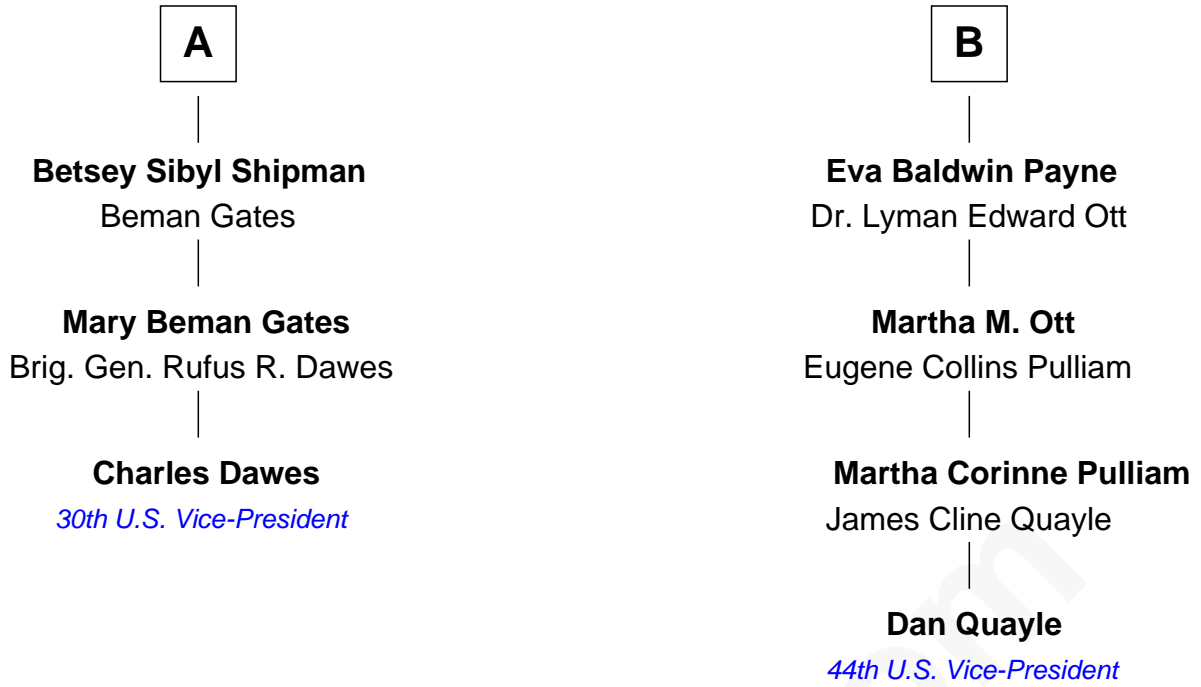 A
Betsey Sibyl Shipman
Beman Gates
Mary Beman Gates
Brig. Gen. Rufus R. Dawes
Charles Dawes
30th U.S. Vice-President
B
Eva Baldwin Payne
Dr. Lyman Edward Ott
Martha M. Ott
Eugene Collins Pulliam
Martha Corinne Pulliam
James Cline Quayle
Dan Quayle
44th U.S. Vice-President